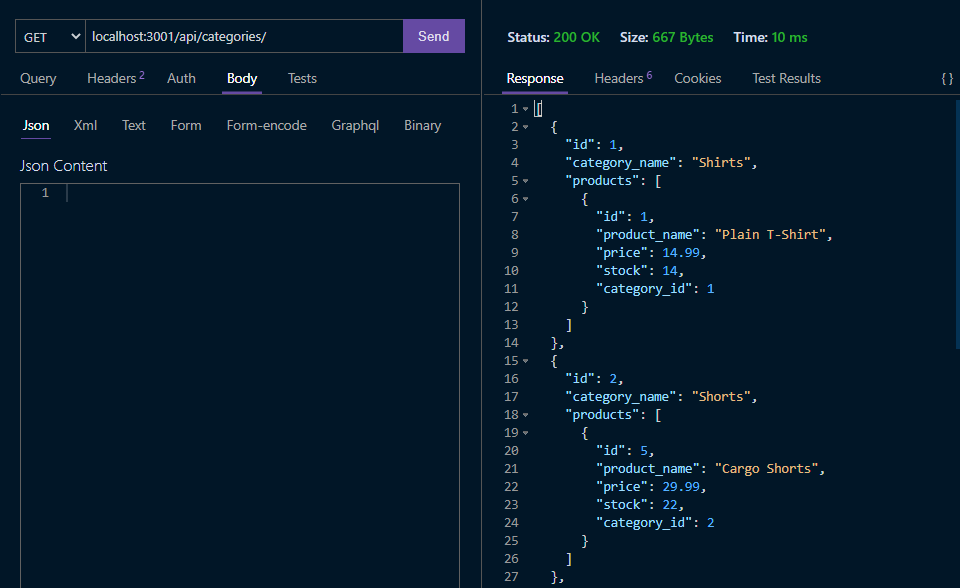 GET localhost:3001/api/categories/ Send
Query Headers 2 Auth Body Tests
Json Xml Text Form Form-encode Graphql Binary
Json Content
1
Status: 200 OK Size: 667 Bytes Time: 10 ms
Response Headers 6 Cookies Test Results { }
1 [
2 {
3 "id": 1,
4 "category_name": "Shirts",
5 "products": [
6 {
7 "id": 1,
8 "product_name": "Plain T-Shirt",
9 "price": 14.99,
10 "stock": 14,
11 "category_id": 1
12 }
13 ]
14 },
15 {
16 "id": 2,
17 "category_name": "Shorts",
18 "products": [
19 {
20 "id": 5,
21 "product_name": "Cargo Shorts",
22 "price": 29.99,
23 "stock": 22,
24 "category_id": 2
25 }
26 ]
27 },